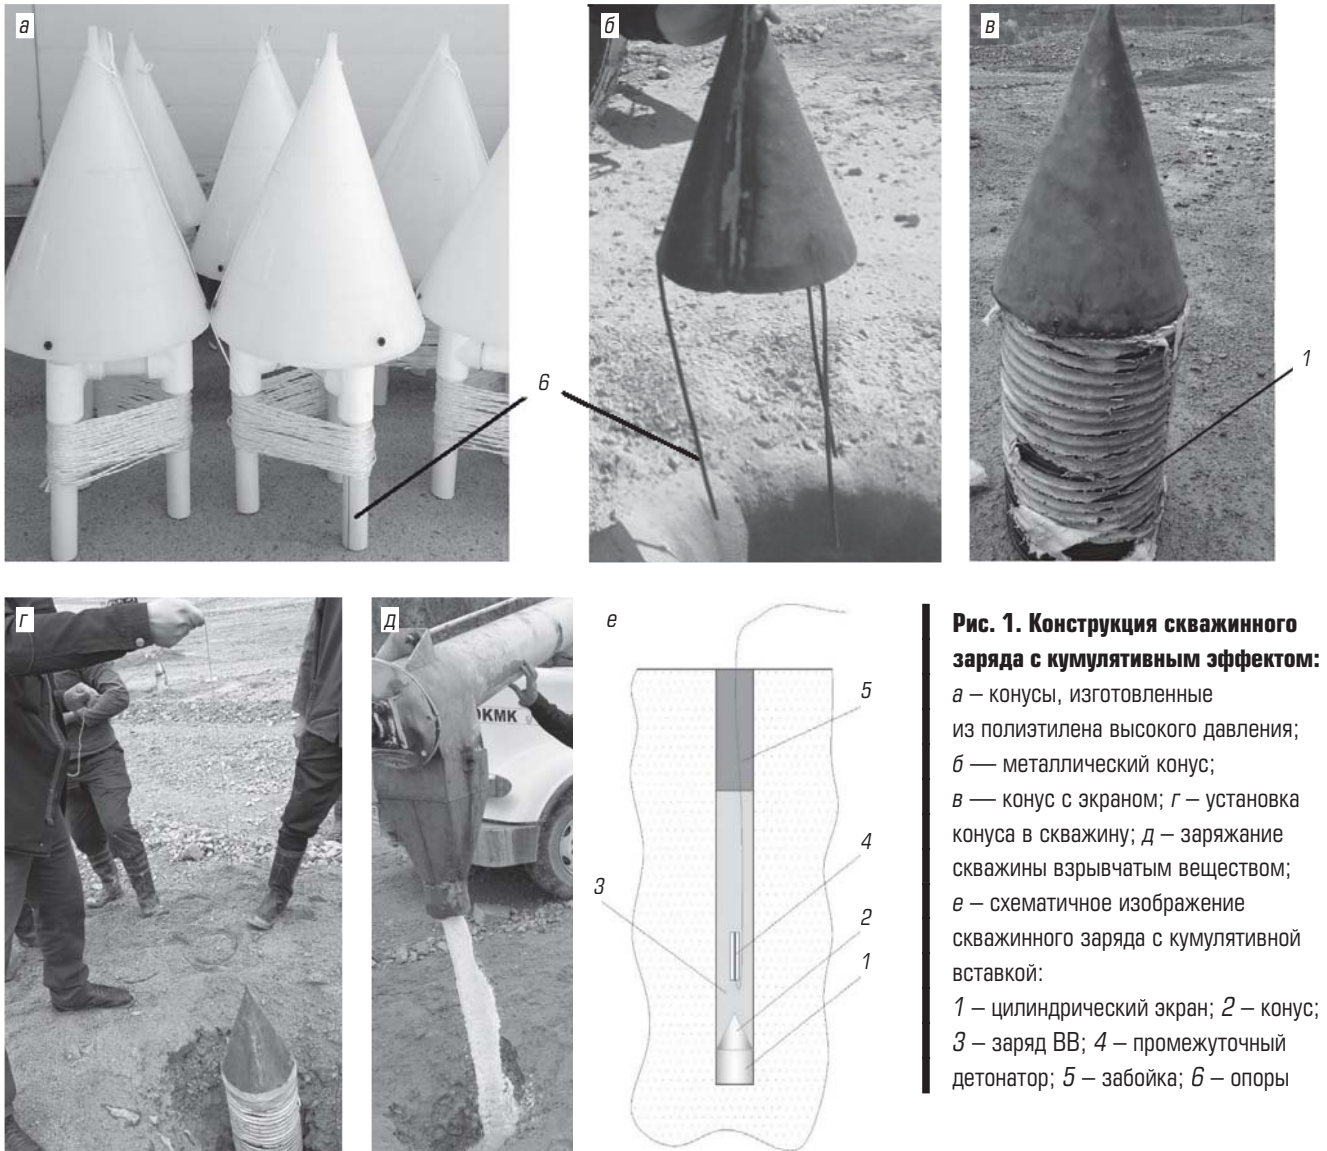 а
б
в
6
1
г
д
ОКМК
е
5
4
3
2
1
Рис. 1. Конструкция скважинного
заряда с кумулятивным эффектом:
а – конусы, изготовленные
из полиэтилена высокого давления;
б — металлический конус;
в — конус с экраном; г – установка
конуса в скважину; д – заряжание
скважины взрывчатым веществом;
е – схематичное изображение
скважинного заряда с кумулятивной
вставкой:
1 – цилиндрический экран; 2 – конус;
3 – заряд ВВ; 4 – промежуточный
детонатор; 5 – забойка; 6 – опоры